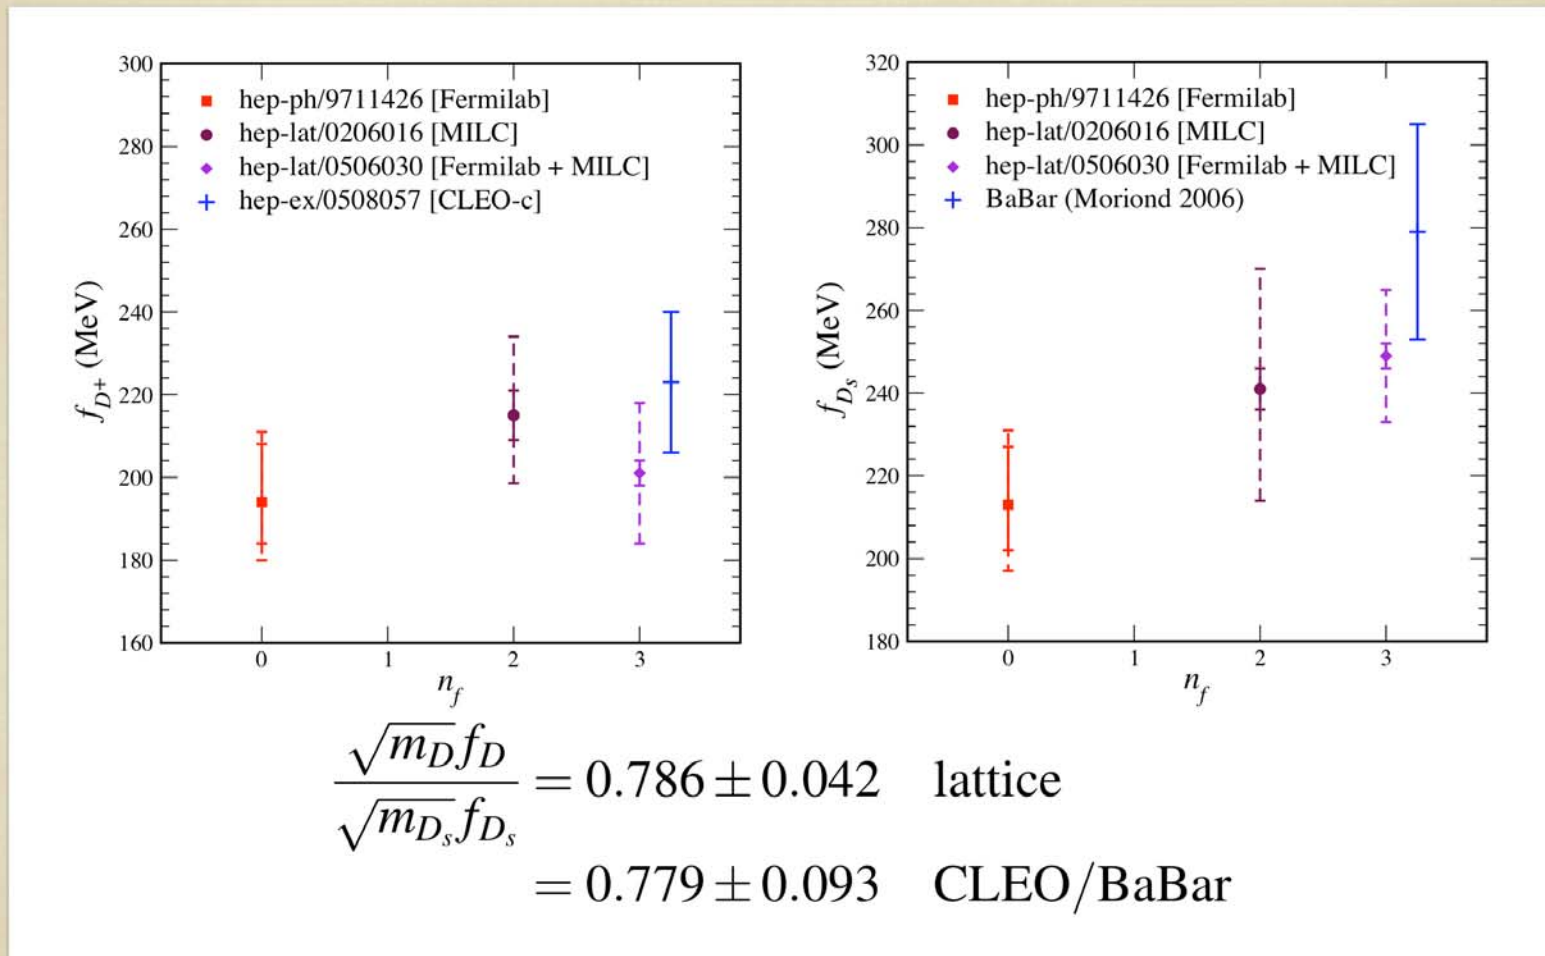 300
280
260
240
220
200
180
160
0 1 2 3
n_f
f_{D+} (MeV)
hep-ph/9711426 [Fermilab]
hep-lat/0206016 [MILC]
hep-lat/0506030 [Fermilab + MILC]
hep-ex/0508057 [CLEO-c]
320
300
280
260
240
220
200
180
0 1 2 3
n_f
f_{D_s} (MeV)
hep-ph/9711426 [Fermilab]
hep-lat/0206016 [MILC]
hep-lat/0506030 [Fermilab + MILC]
BaBar (Moriond 2006)
√m_D f_D / √m_{D_s} f_{D_s} = 0.786 ± 0.042 lattice
= 0.779 ± 0.093 CLEO/BaBar